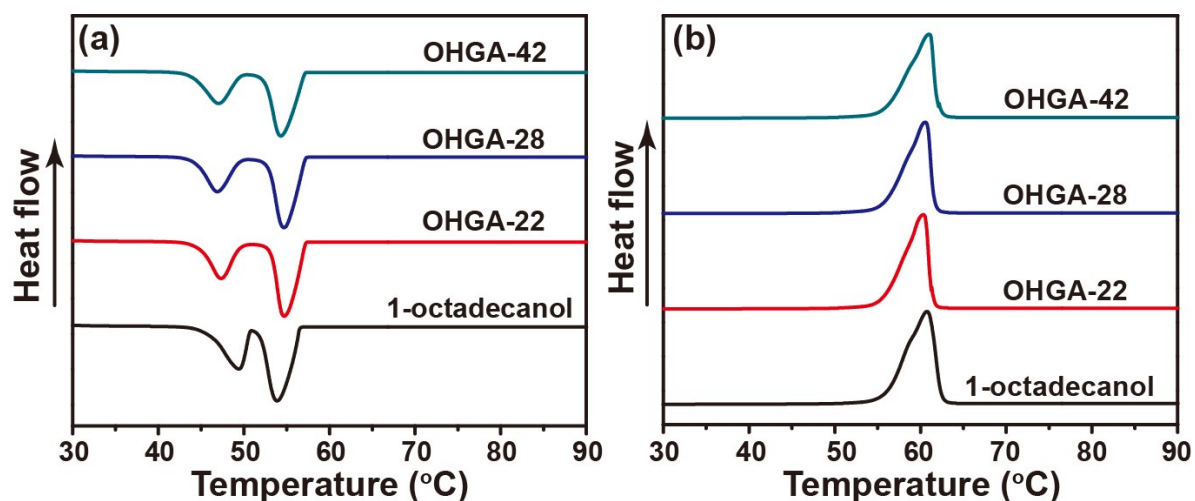 (a)
OHGA-42
OHGA-28
OHGA-22
1-octadecanol
Heat flow
30 40 50 60 70 80 90
Temperature (°C)
(b)
OHGA-42
OHGA-28
OHGA-22
1-octadecanol
Heat flow
30 40 50 60 70 80 90
Temperature (°C)